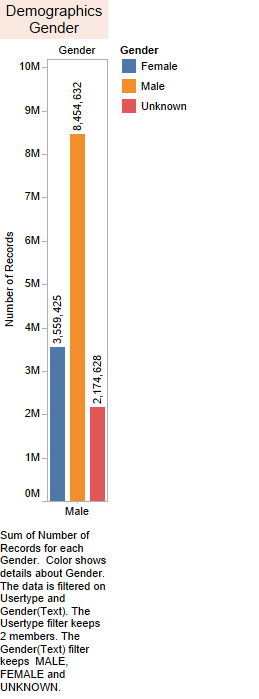 Demographics
Gender
Gender
Gender
Female
Male
Unknown
10M
9M
8M
7M
6M
5M
4M
3M
2M
1M
0M
Number of Records
3,559,425
8,454,632
2,174,628
Male
Sum of Number of
Records for each
Gender. Color shows
details about Gender.
The data is filtered on
Usertype and
Gender(Text). The
Usertype filter keeps
2 members. The
Gender(Text) filter
keeps MALE,
FEMALE and
UNKNOWN.